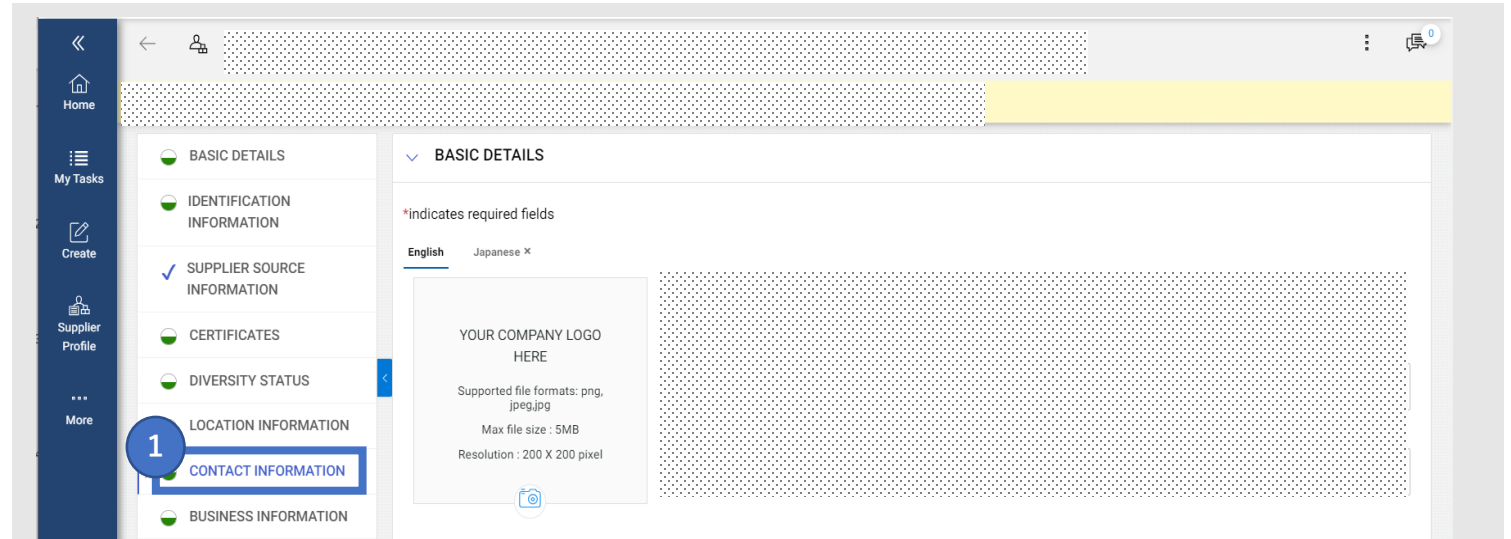 0
Home
My Tasks
Create
Supplier
Profile
More
BASIC DETAILS
IDENTIFICATION
INFORMATION
SUPPLIER SOURCE
INFORMATION
CERTIFICATES
DIVERSITY STATUS
LOCATION INFORMATION
1
CONTACT INFORMATION
BUSINESS INFORMATION
BASIC DETAILS
*indicates required fields
English Japanese ×
YOUR COMPANY LOGO
HERE
Supported file formats: png,
jpeg,jpg
Max file size : 5MB
Resolution : 200 X 200 pixel